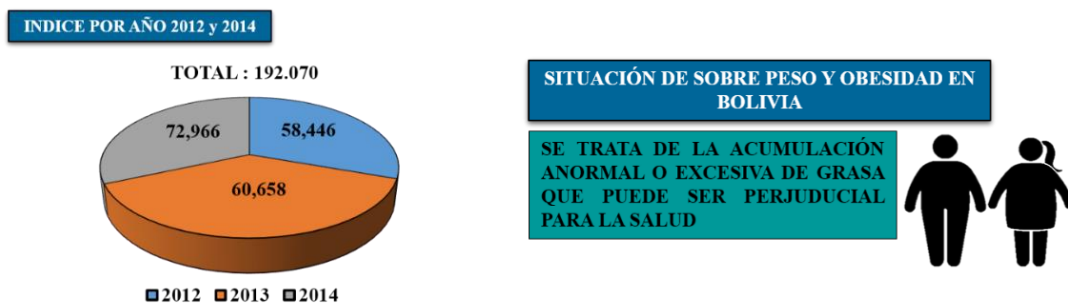 INDICE POR AÑO 2012 y 2014
TOTAL : 192.070
72,966
58,446
60,658
2012 2013 2014
SITUACIÓN DE SOBRE PESO Y OBESIDAD EN
BOLIVIA
SE TRATA DE LA ACUMULACIÓN
ANORMAL O EXCESIVA DE GRASA
QUE PUEDE SER PERJUDICIAL
PARA LA SALUD